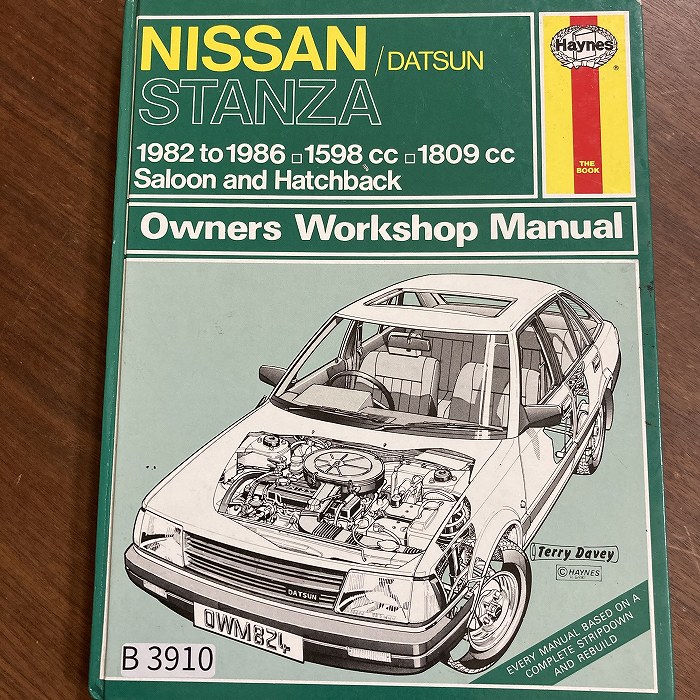 NISSAN / DATSUN
STANZA
1982 to 1986 □ 1598 cc □ 1809 cc
Saloon and Hatchback
Haynes
®
THE
BOOK
Owners Workshop Manual
Terry Davey
© HAYNES
DATSUN
OWM824
B 3910
EVERY MANUAL BASED ON A
COMPLETE STRIPDOWN
AND REBUILD